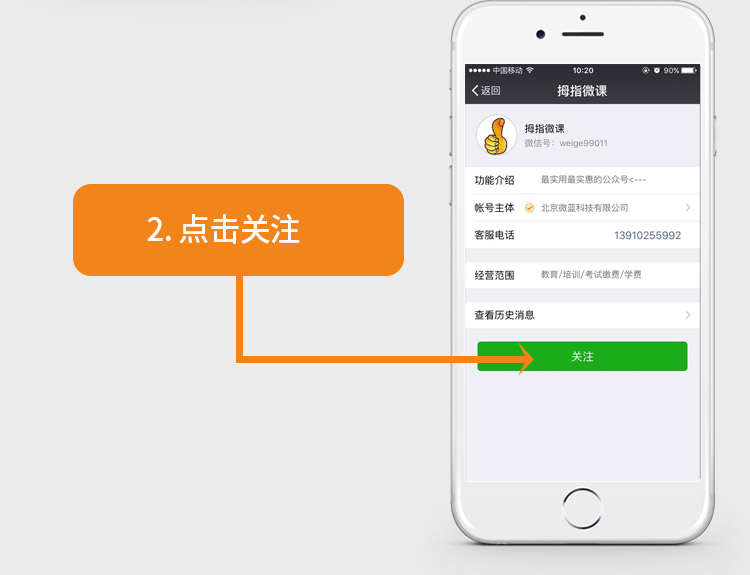 中国移动
10:20
90%
返回
拇指微课
拇指微课
微信号：weige99011
功能介绍 最实用最实惠的公众号<---
2. 点击关注
帐号主体 北京微蓝科技有限公司
客服电话 13910255992
经营范围 教育/培训/考试缴费/学费
查看历史消息
关注